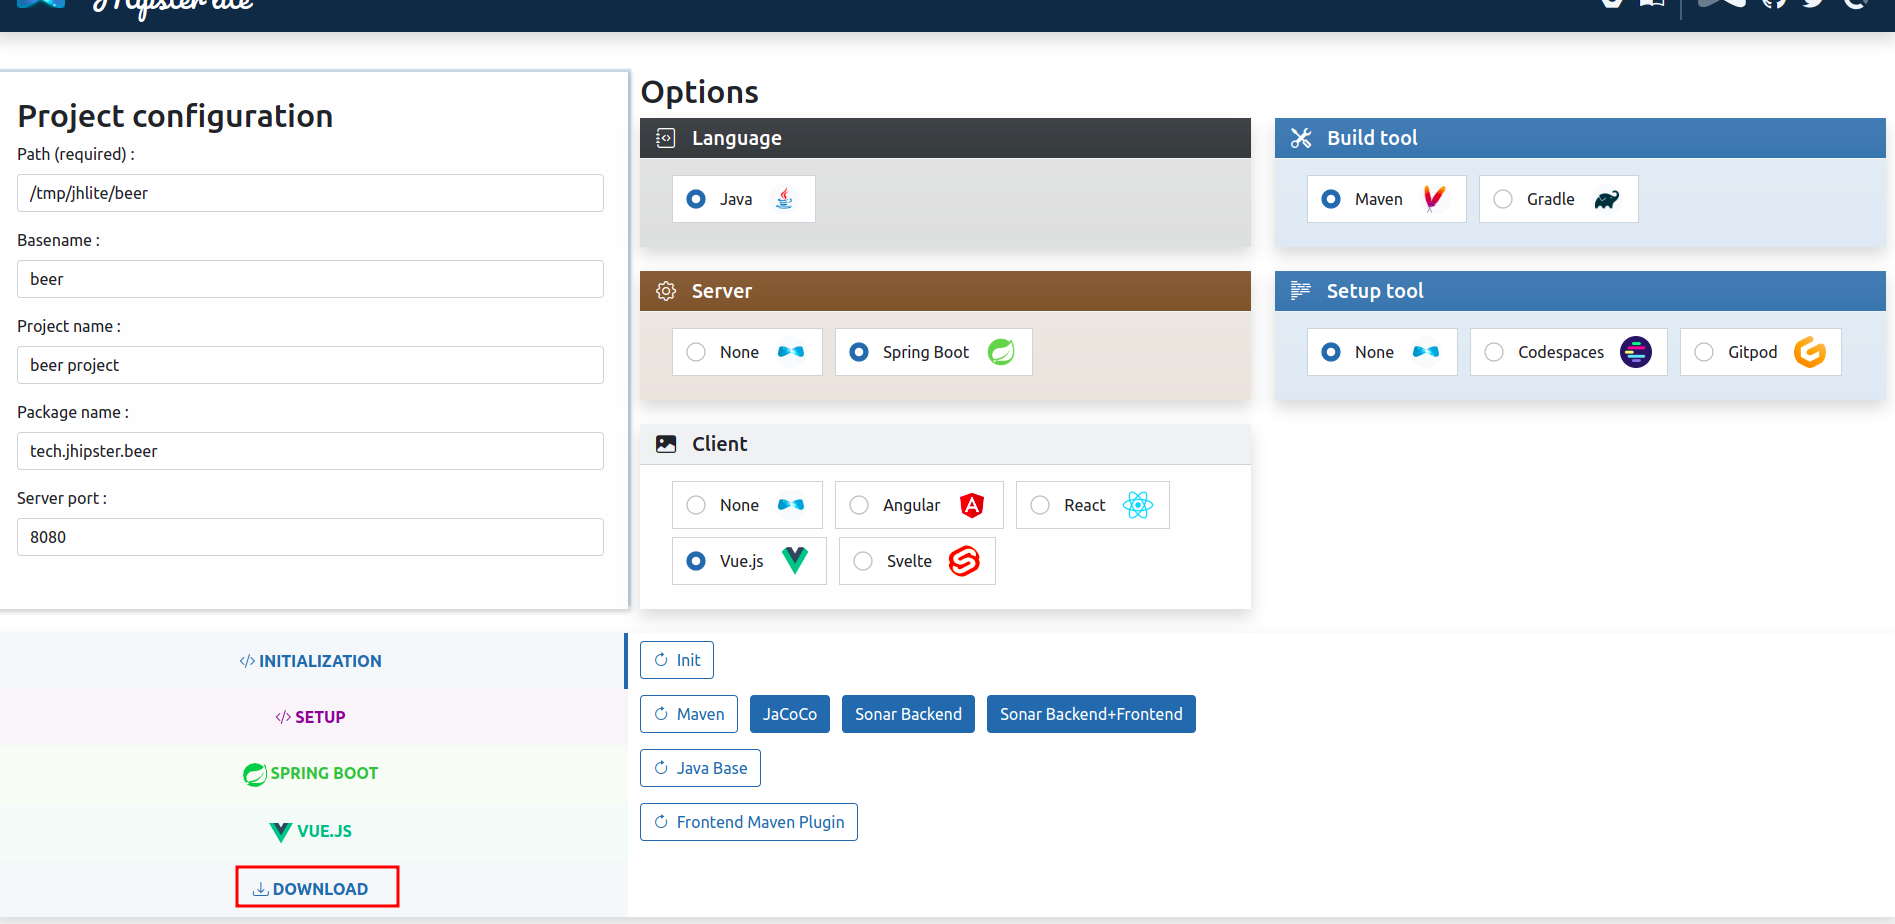 JHipster lite
Project configuration
Path (required) :
/tmp/jhlite/beer
Basename :
beer
Project name :
beer project
Package name :
tech.jhipster.beer
Server port :
8080
Options
Language
Java
Build tool
Maven Gradle
Server
None Spring Boot
Setup tool
None Codespaces Gitpod
Client
None Angular React
Vue.js Svelte
INITIALIZATION
SETUP
SPRING BOOT
VUE.JS
DOWNLOAD
Init
Maven JaCoCo Sonar Backend Sonar Backend+Frontend
Java Base
Frontend Maven Plugin